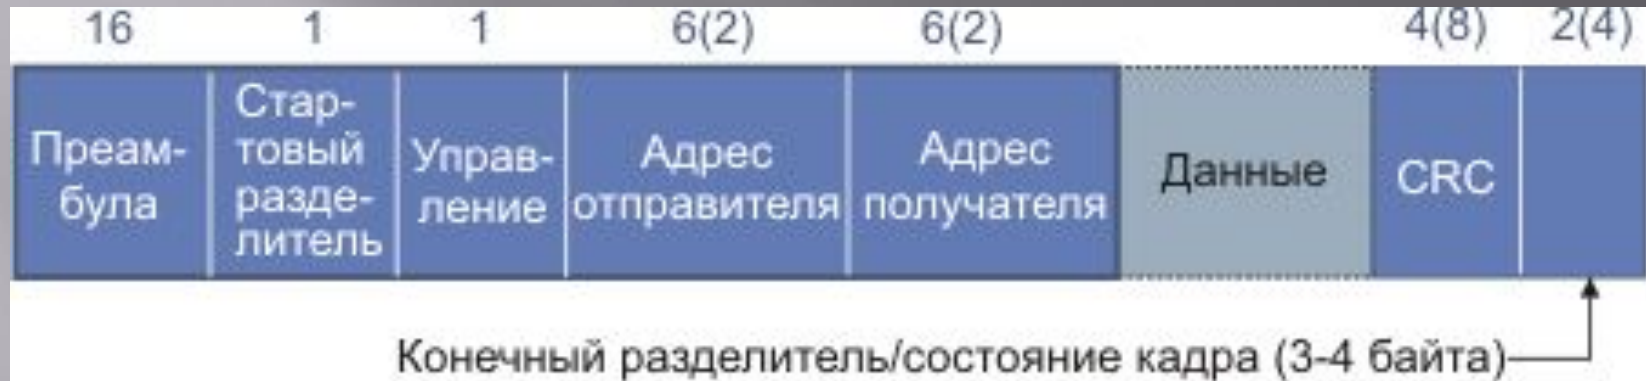 16 1 1 6(2) 6(2) 4(8) 2(4)
Преам-
була
Стар-
товый
разде-
литель
Управ-
ление
Адрес
отправителя
Адрес
получателя
Данные
CRC
Конечный разделитель/состояние кадра (3-4 байта)